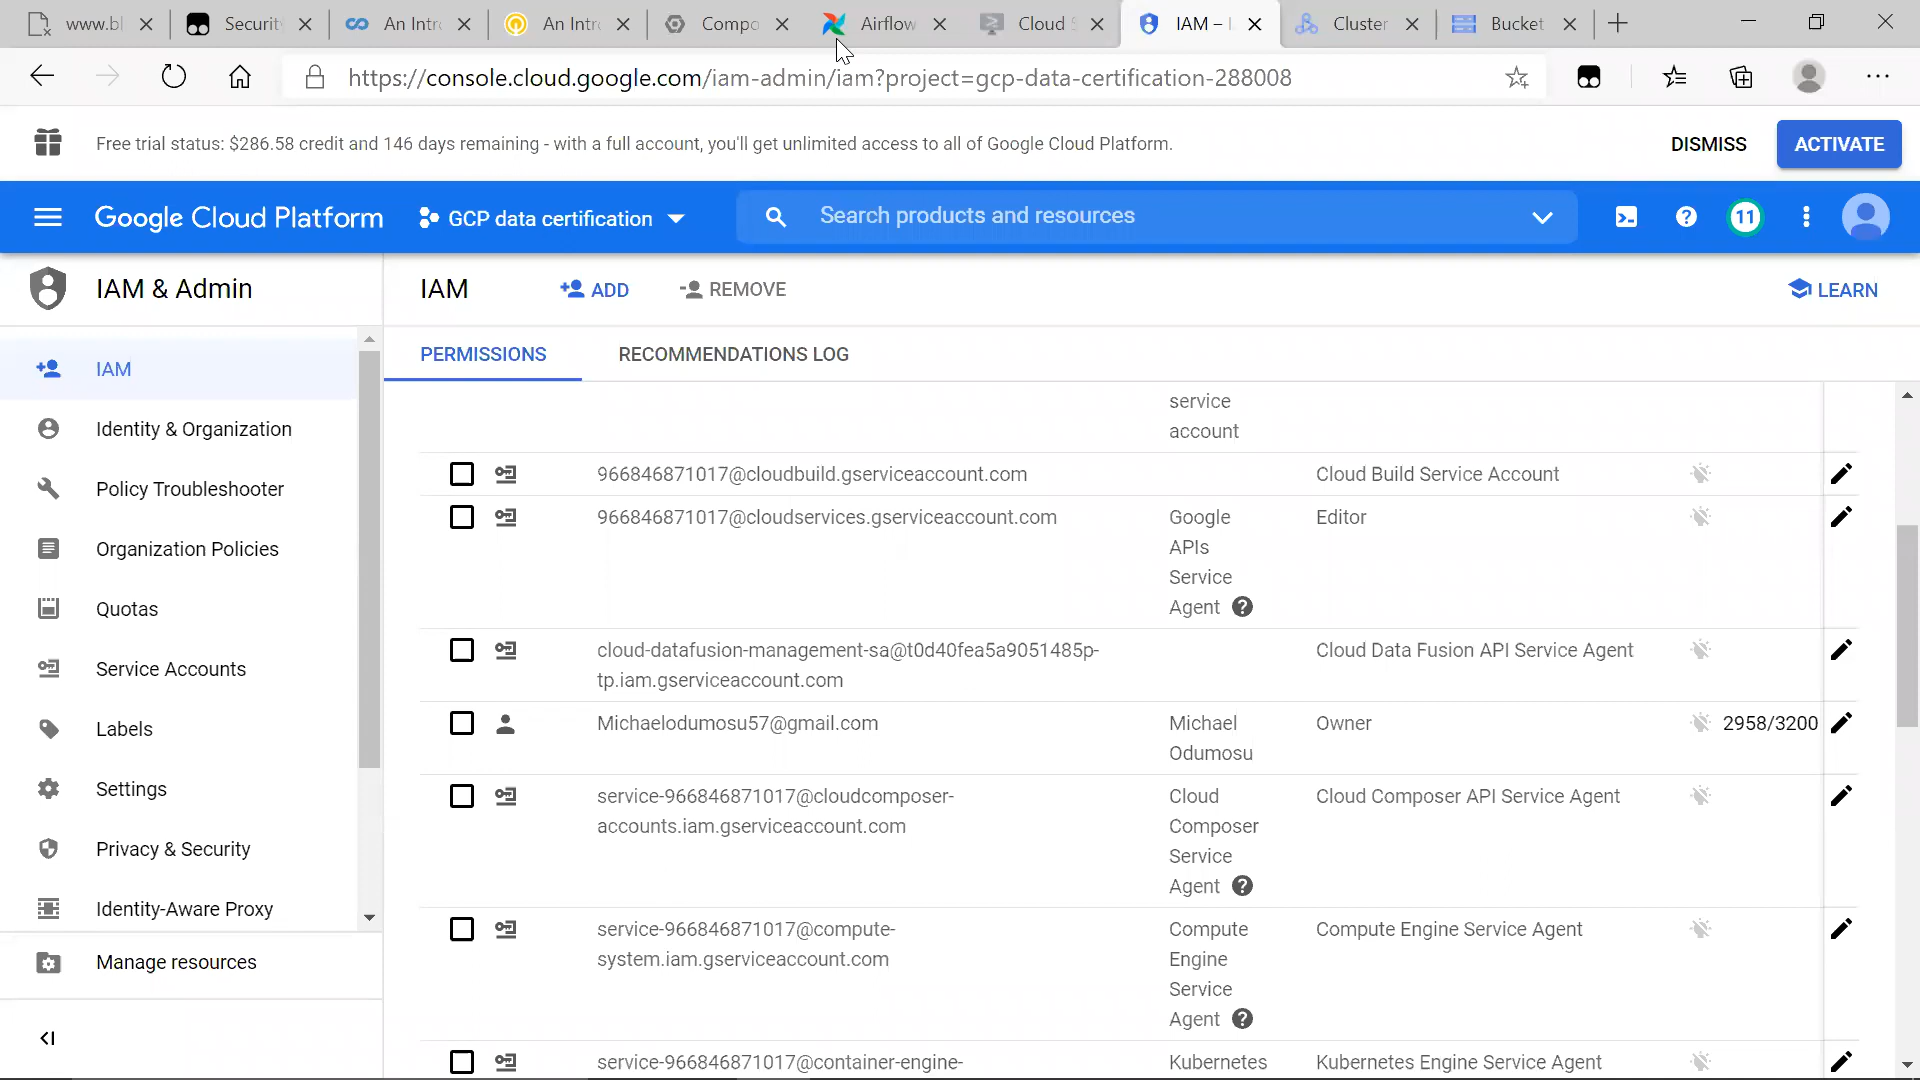 www.bl
Securit
An Intr
An Intr
Compo
Airflow
Cloud S
IAM – I
Cluster
Bucket
https://console.cloud.google.com/iam-admin/iam?project=gcp-data-certification-288008
Free trial status: $286.58 credit and 146 days remaining - with a full account, you'll get unlimited access to all of Google Cloud Platform.
DISMISS
ACTIVATE
Google Cloud Platform
GCP data certification
Search products and resources
11
IAM & Admin
IAM
ADD
REMOVE
LEARN
IAM
Identity & Organization
Policy Troubleshooter
Organization Policies
Quotas
Service Accounts
Labels
Settings
Privacy & Security
Identity-Aware Proxy
Manage resources
PERMISSIONS
RECOMMENDATIONS LOG
service
account
966846871017@cloudbuild.gserviceaccount.com
Cloud Build Service Account
966846871017@cloudservices.gserviceaccount.com
Google
APIs
Service
Agent
Editor
cloud-datafusion-management-sa@t0d40fea5a9051485p-
tp.iam.gserviceaccount.com
Cloud Data Fusion API Service Agent
Michaelodumosu57@gmail.com
Michael
Odumosu
Owner
2958/3200
service-966846871017@cloudcomposer-
accounts.iam.gserviceaccount.com
Cloud
Composer
Service
Agent
Cloud Composer API Service Agent
service-966846871017@compute-
system.iam.gserviceaccount.com
Compute
Engine
Service
Agent
Compute Engine Service Agent
service-966846871017@container-engine-
Kubernetes
Kubernetes Engine Service Agent